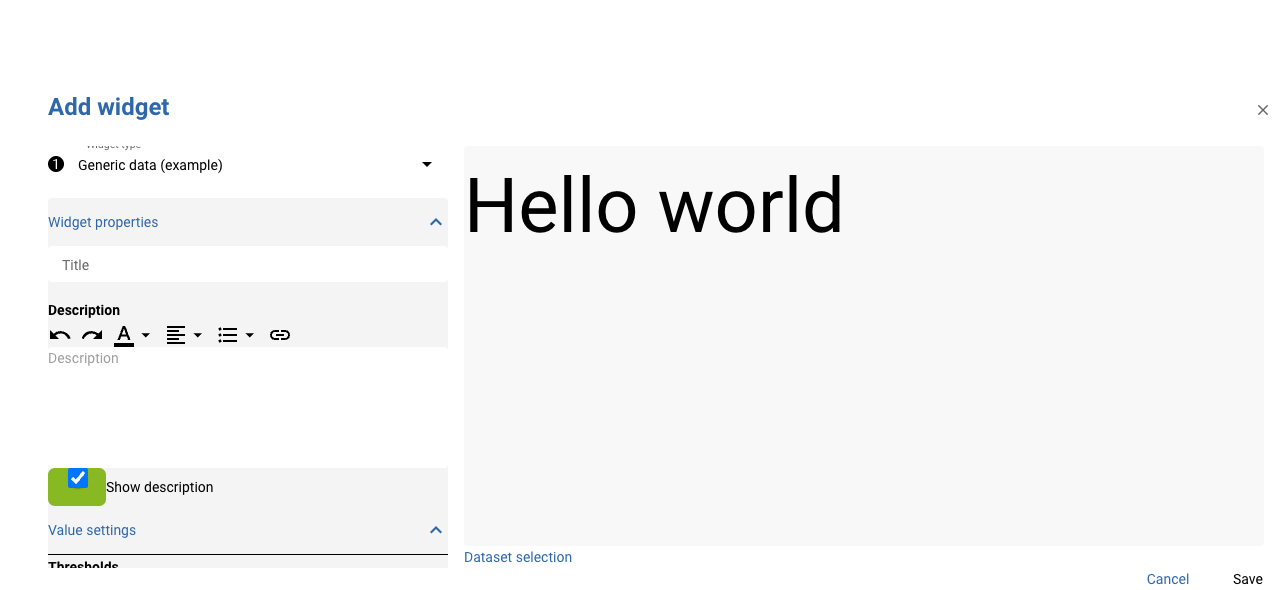 Add widget
Widget type
1 Generic data (example)
Widget properties
Title
Description
A
Description
Show description
Value settings
Thresholds
Hello world
Dataset selection
Cancel
Save